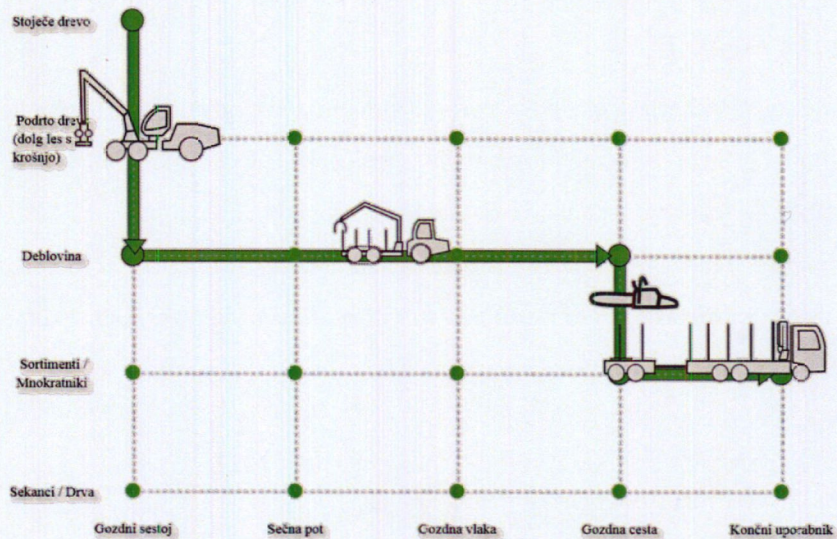 Stoječe drevo
Podrto drevo
(dolg les s
krošnjo)
Deblovina
Sortimenti /
Mnokratniki
Sekanci / Drva
Gozdni sestoj
Sečna pot
Gozdna vlaka
Gozdna cesta
Končni uporabnik